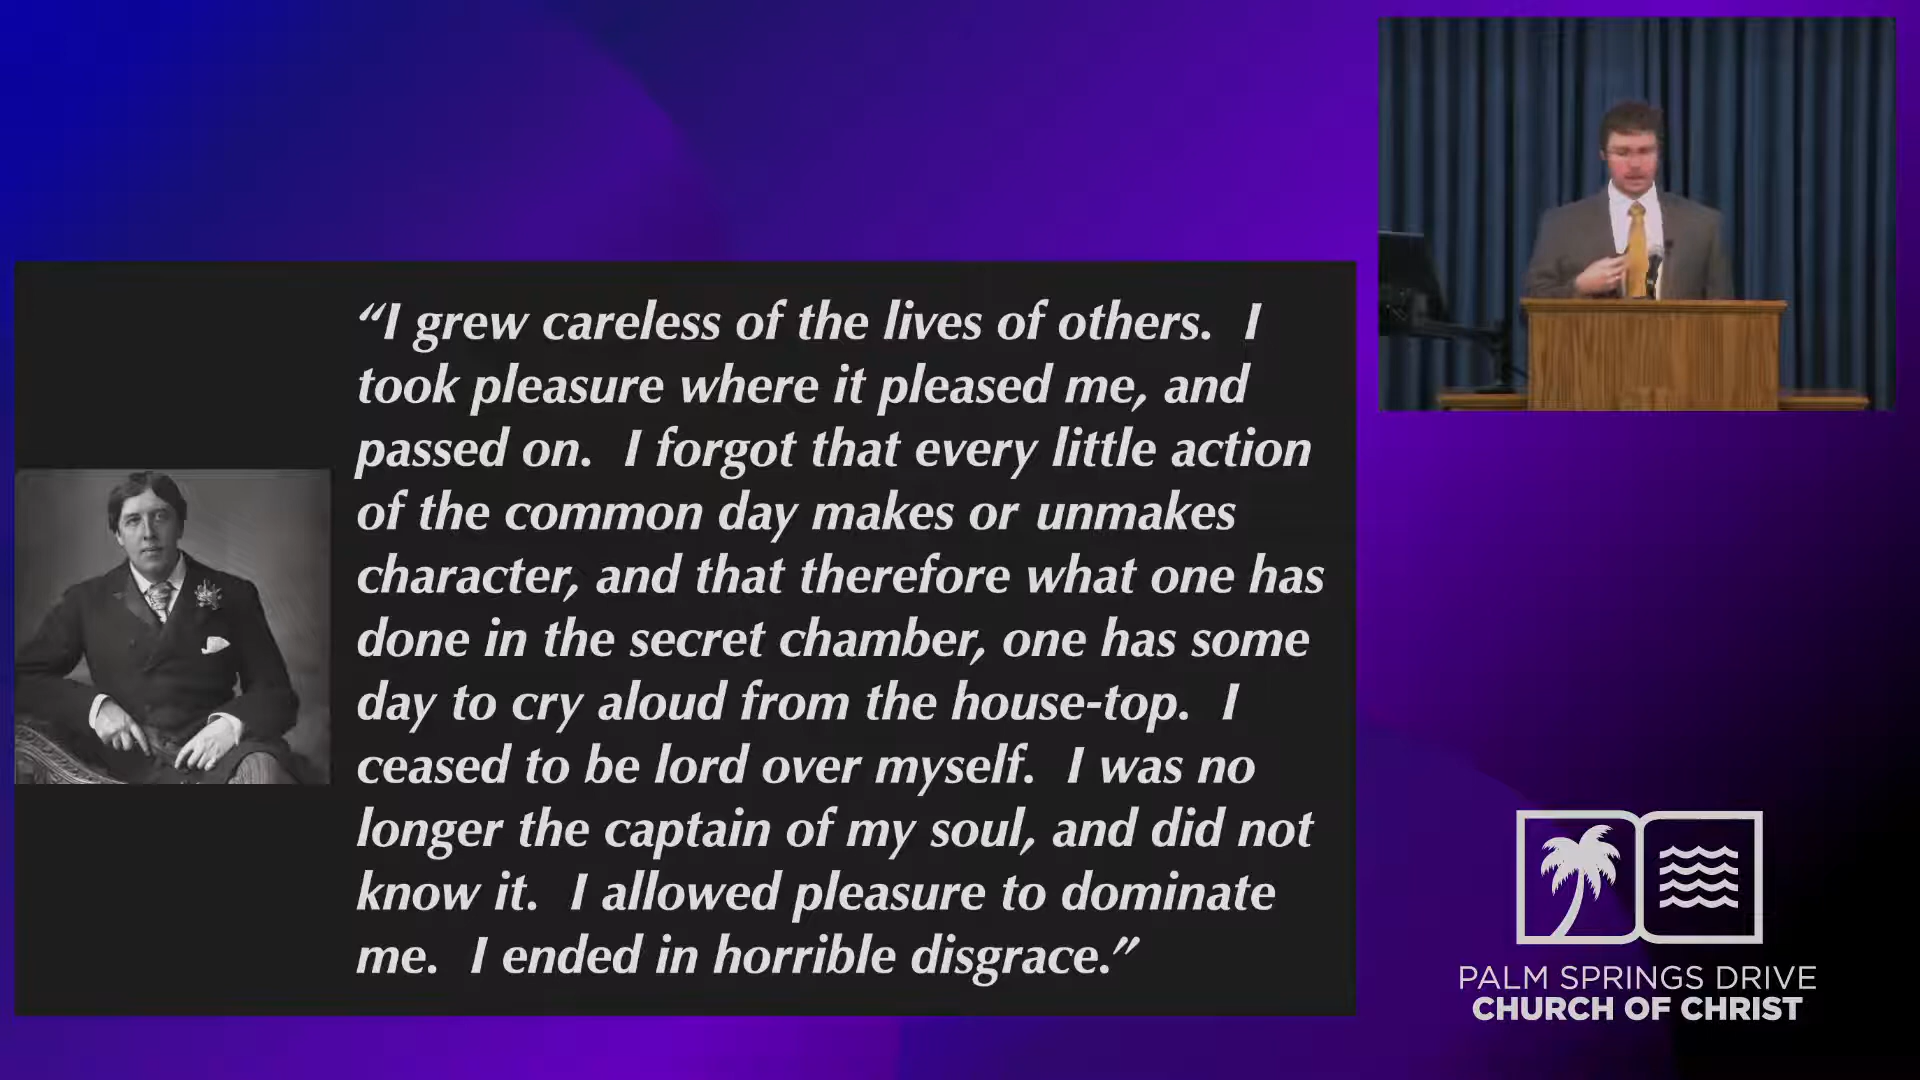 “I grew careless of the lives of others.  I
took pleasure where it pleased me, and
passed on.  I forgot that every little action
of the common day makes or unmakes
character, and that therefore what one has
done in the secret chamber, one has some
day to cry aloud from the house-top.  I
ceased to be lord over myself.  I was no
longer the captain of my soul, and did not
know it.  I allowed pleasure to dominate
me.  I ended in horrible disgrace.”
PALM SPRINGS DRIVE
CHURCH OF CHRIST